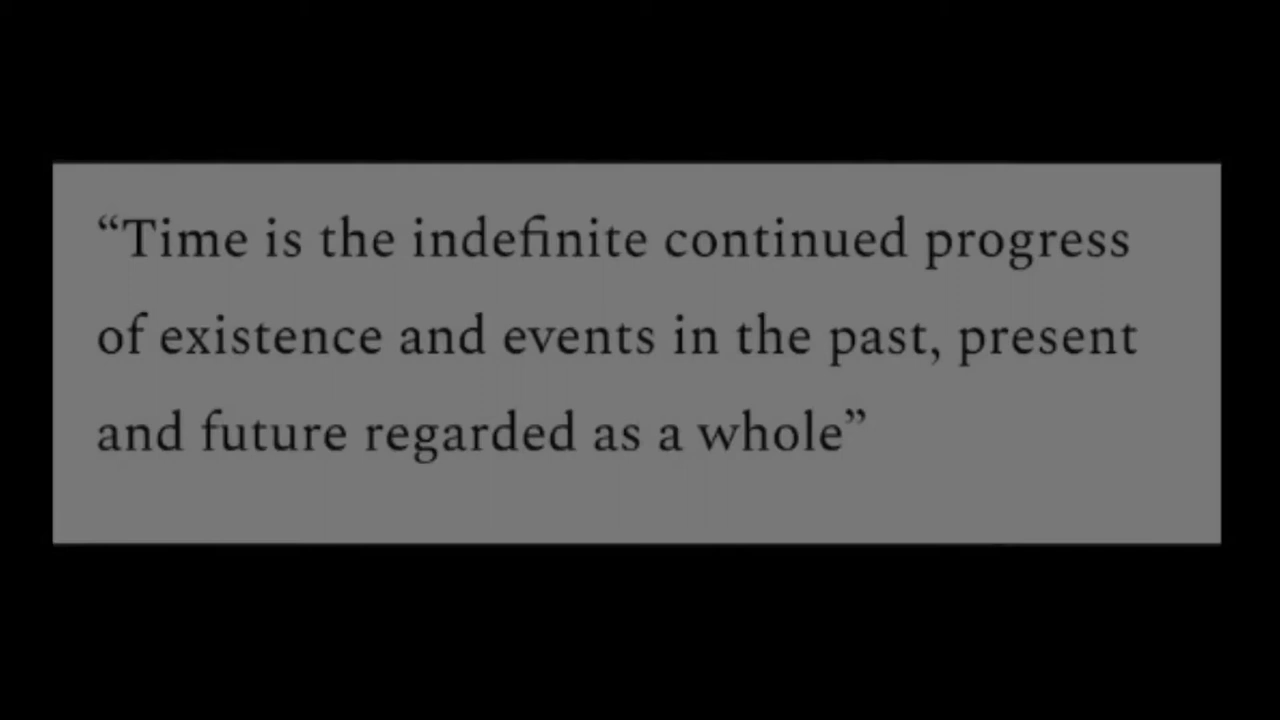 “Time is the indefinite continued progress
of existence and events in the past, present
and future regarded as a whole”